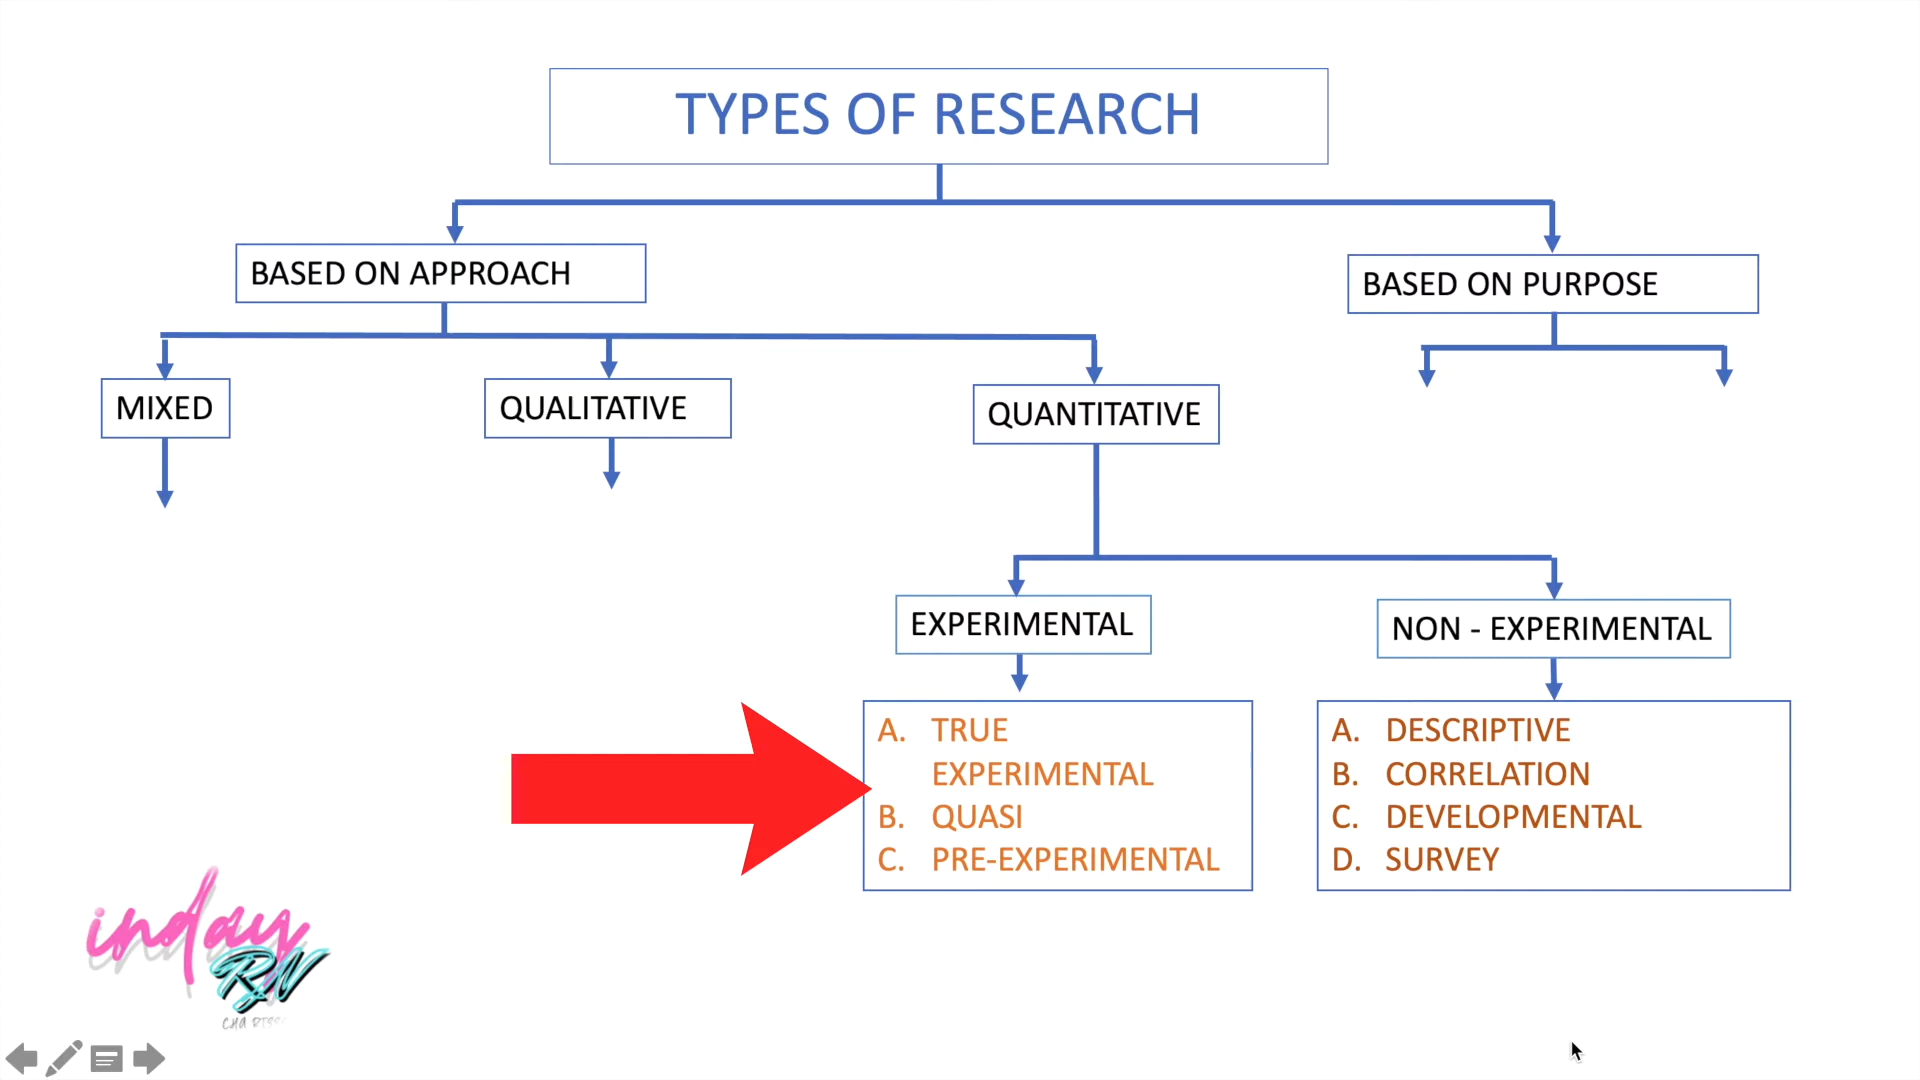 TYPES OF RESEARCH
BASED ON APPROACH
BASED ON PURPOSE
MIXED
QUALITATIVE
QUANTITATIVE
EXPERIMENTAL
NON - EXPERIMENTAL
A. TRUE
EXPERIMENTAL
B. QUASI
C. PRE-EXPERIMENTAL
A. DESCRIPTIVE
B. CORRELATION
C. DEVELOPMENTAL
D. SURVEY
inday
RN